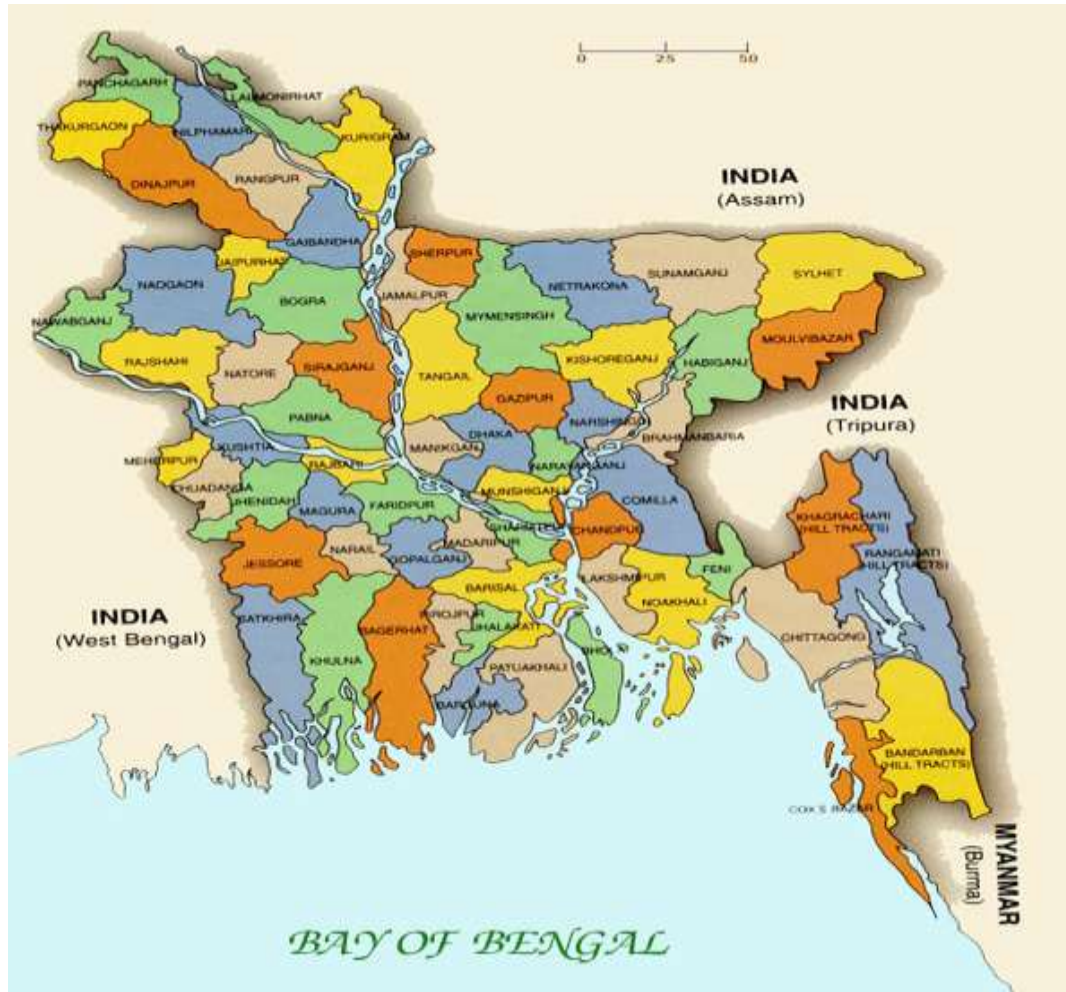 0 25 50
PANCHAGARH
LALMONIRHAT
THAKURGAON
NILPHAMARI
KURIGRAM
DINAJPUR
RANGPUR
INDIA
(Assam)
GAIBANDHA
SHERPUR
JAIPURHAT
SUNAMGANJ
SYLHET
NADGAON
NETRAKONA
JAMALPUR
BOGRA
MYMENSINGH
NAWABGANJ
MOULVIBAZAR
RAJSHAHI
KISHOREGANJ
HABIGANJ
SIRAJGANJ
NATORE
TANGAIL
GAZIPUR
INDIA
(Tripura)
PABNA
NARSHINGDI
DHAKA
BRAHMANBARIA
KUSHTIA
MANIKGANJ
MEHERPUR
RAJBARI
NARAYANGANJ
CHUADANGA
MUNSHIGANJ
JHENIDAH
FARIDPUR
COMILLA
MAGURA
KHAGRACHARI
(HILL TRACTS)
CHANDPUR
MADARIPUR
NARAIL
GOPALGANJ
RANGAMATI
(HILL TRACTS)
JESSORE
FENI
LAKSHMIPUR
BARISAL
NOAKHALI
INDIA
(West Bengal)
SATKHIRA
PIROJPUR
JHALAKATI
BAGERHAT
CHITTAGONG
BHOLA
KHULNA
PATUAKHALI
BARGUNA
BANDARBAN
(HILL TRACTS)
COX'S BAZAR
MYANMAR
(Burma)
BAY OF BENGAL